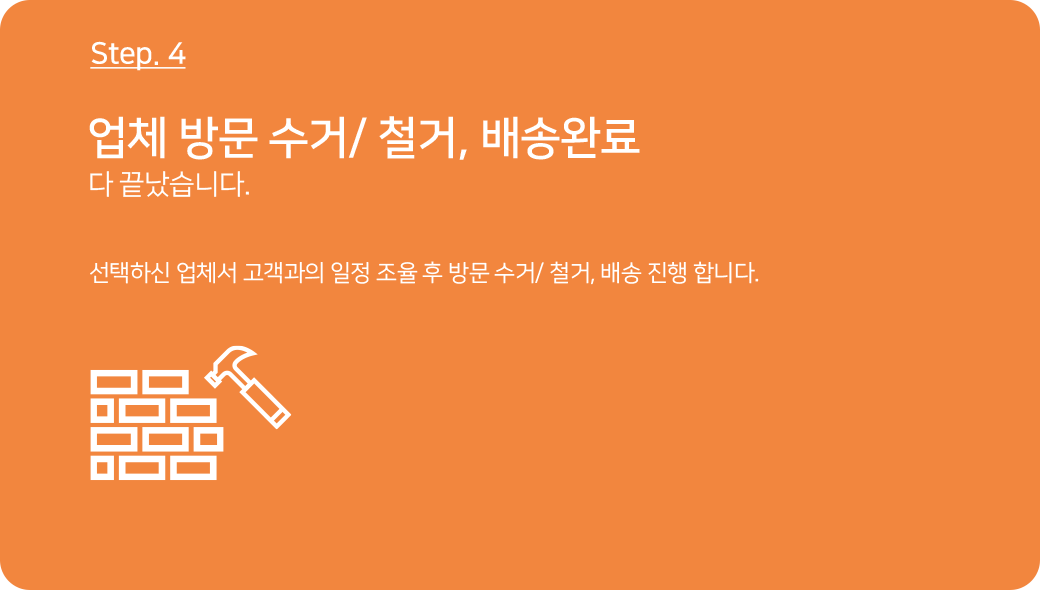 Step. 4
업체 방문 수거/ 철거, 배송완료
다 끝났습니다.
선택하신 업체서 고객과의 일정 조율 후 방문 수거/ 철거, 배송 진행 합니다.